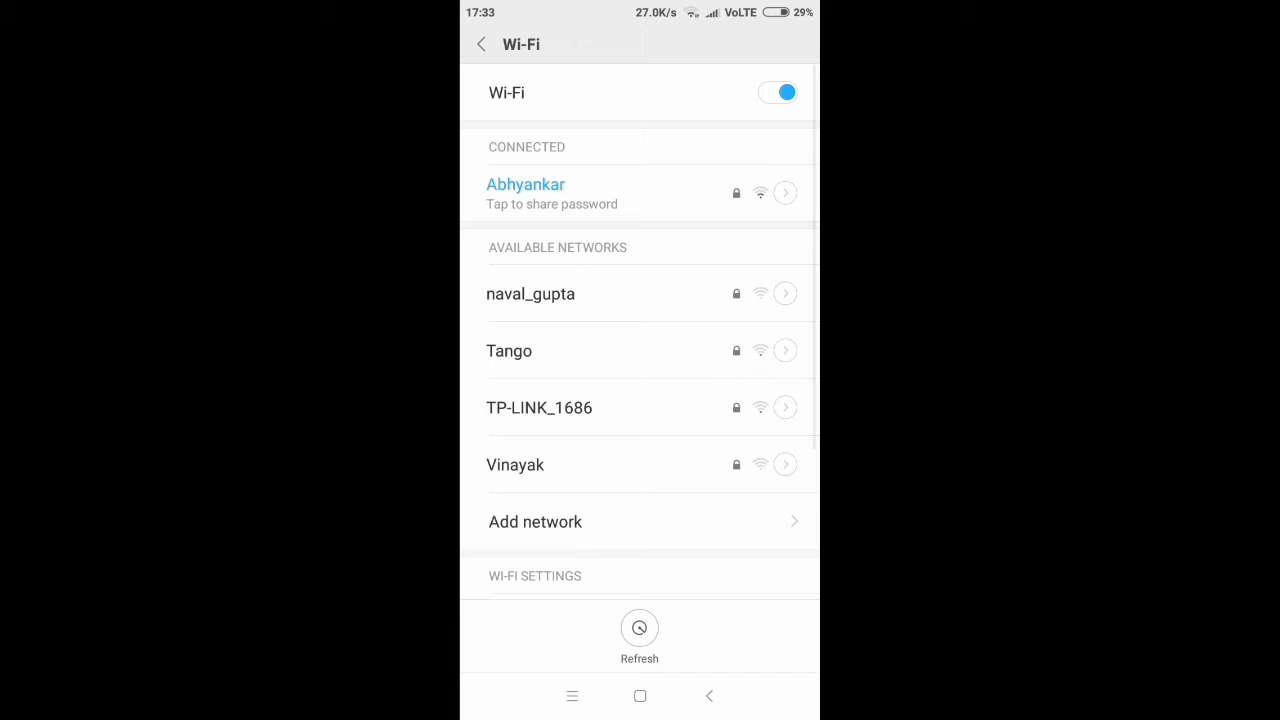 17:33 27.0K/s VoLTE 29%
Wi-Fi
Wi-Fi
CONNECTED
Abhyankar
Tap to share password
AVAILABLE NETWORKS
naval_gupta
Tango
TP-LINK_1686
Vinayak
Add network
WI-FI SETTINGS
Refresh